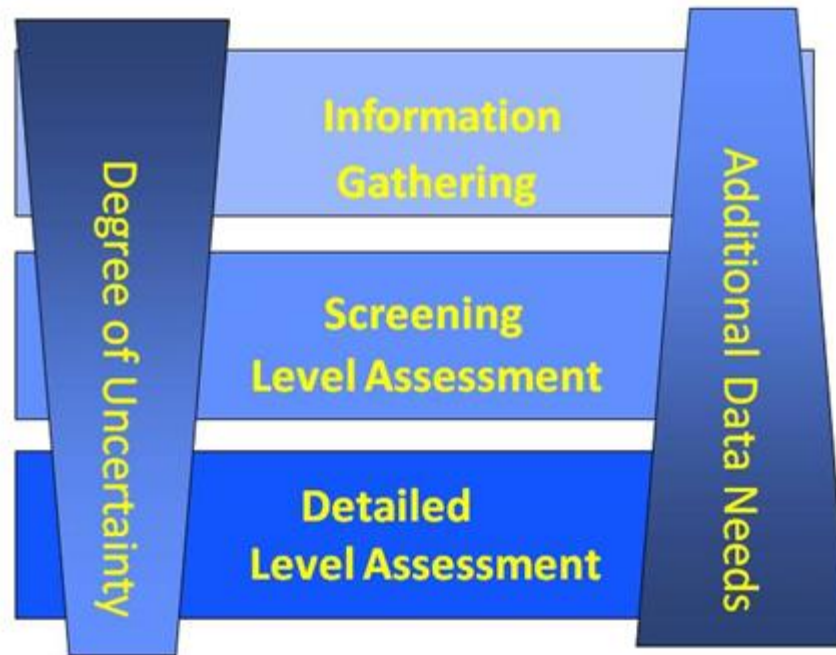 Degree of Uncertainty
Information
Gathering
Screening
Level Assessment
Detailed
Level Assessment
Additional Data Needs